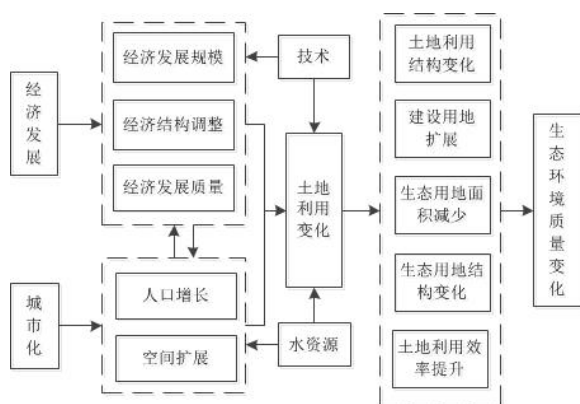 经济发展
经济发展规模
经济结构调整
经济发展质量
城市化
人口增长
空间扩展
技术
土地
利用
变化
水资源
土地利用
结构变化
建设用地
扩展
生态用地面
积减少
生态用地结
构变化
土地利用效
率提升
生态环境质量变化